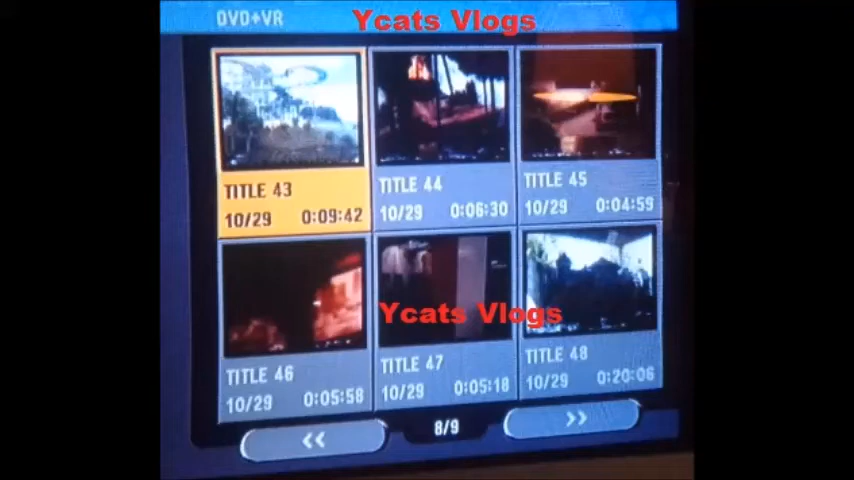 DVD+VR
Ycats Vlogs
TITLE 43
10/29 0:09:42
TITLE 44
10/29 0:06:30
TITLE 45
10/29 0:04:59
TITLE 46
10/29 0:05:58
TITLE 47
10/29 0:05:18
TITLE 48
10/29 0:20:06
Ycats Vlogs
<< 8/9 >>